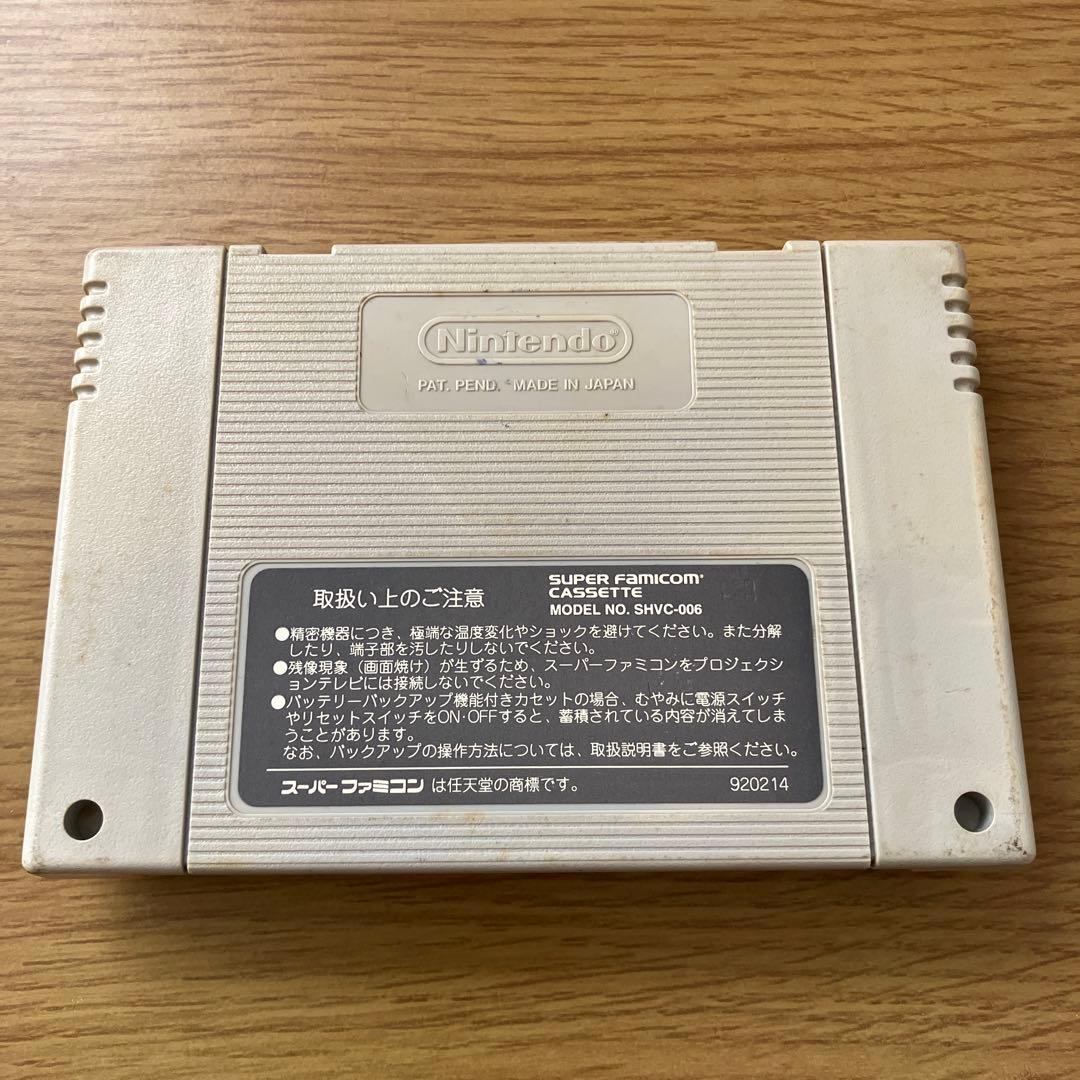 Nintendo®
PAT. PEND. MADE IN JAPAN
取扱い上のご注意
SUPER FAMICOM®
CASSETTE
MODEL NO. SHVC-006
●精密機器につき、極端な温度変化やショックを避けてください。また分解
したり、端子部を汚したりしないでください。
●残像現象（画面焼け）が生ずるため、スーパーファミコンをプロジェクシ
ョンテレビには接続しないでください。
●バッテリーバックアップ機能付きカセットの場合、むやみに電源スイッチ
やリセットスイッチをON·OFFすると、蓄積されている内容が消えてしま
うことがあります。
なお、バックアップの操作方法については、取扱説明書をご参照ください。
スーパーファミコン は任天堂の商標です。
920214